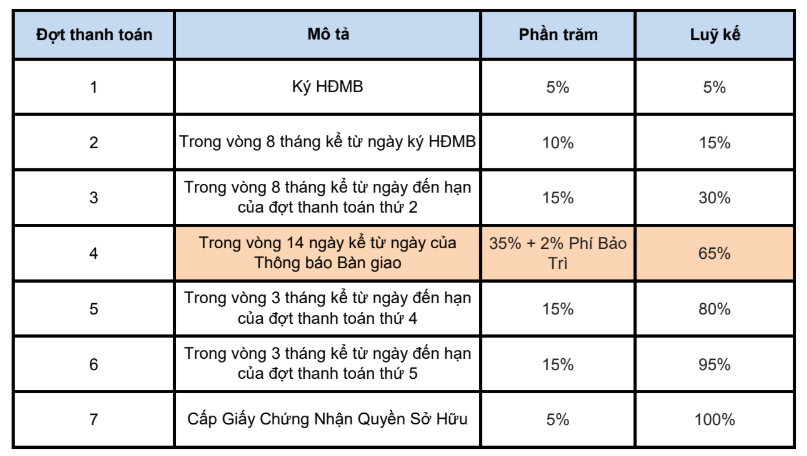 Đợt thanh toán Mô tả Phần trăm Luỹ kế
1 Ký HĐMB 5% 5%
2 Trong vòng 8 tháng kể từ ngày ký HĐMB 10% 15%
3 Trong vòng 8 tháng kể từ ngày đến hạn
của đợt thanh toán thứ 2 15% 30%
4 Trong vòng 14 ngày kể từ ngày của
Thông báo Bàn giao 35% + 2% Phí Bảo
Trì 65%
5 Trong vòng 3 tháng kể từ ngày đến hạn
của đợt thanh toán thứ 4 15% 80%
6 Trong vòng 3 tháng kể từ ngày đến hạn
của đợt thanh toán thứ 5 15% 95%
7 Cấp Giấy Chứng Nhận Quyền Sở Hữu 5% 100%